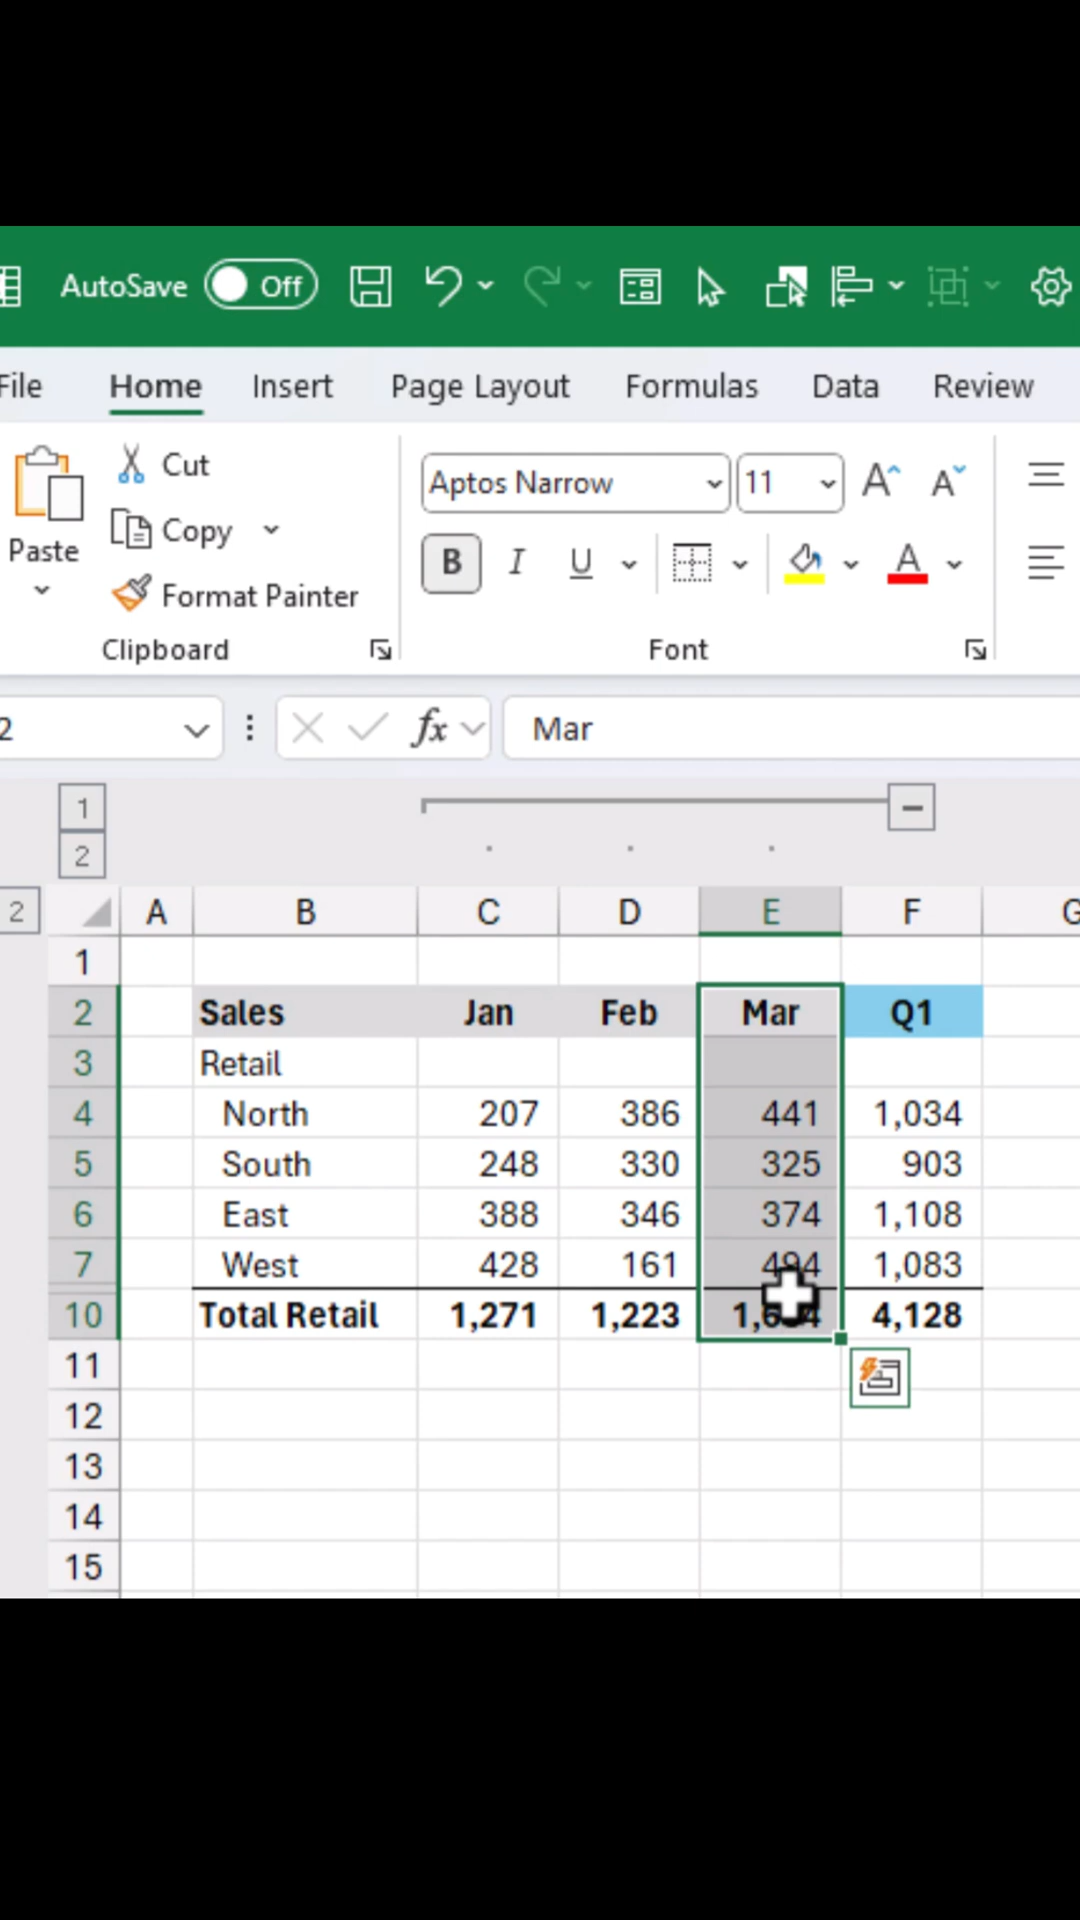 AutoSave Off
File Home Insert Page Layout Formulas Data Review
Cut
Aptos Narrow 11 A A
Copy
Paste
B I U A
Format Painter
Clipboard Font
2 fx Mar
1
2
2 A B C D E F G
1
2 Sales Jan Feb Mar Q1
3 Retail
4 North 207 386 441 1,034
5 South 248 330 325 903
6 East 388 346 374 1,108
7 West 428 161 494 1,083
10 Total Retail 1,271 1,223 4,128
11
12
13
14
15